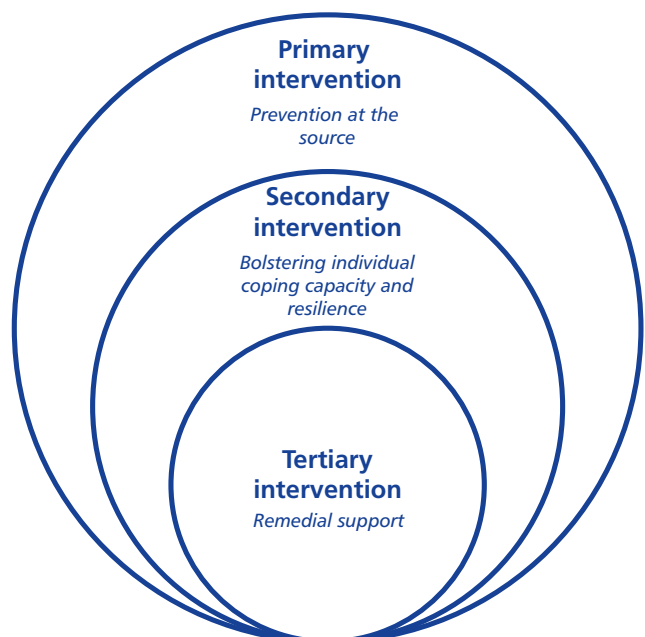 Primary
intervention
Prevention at the
source
Secondary
intervention
Bolstering individual
coping capacity and
resilience
Tertiary
intervention
Remedial support